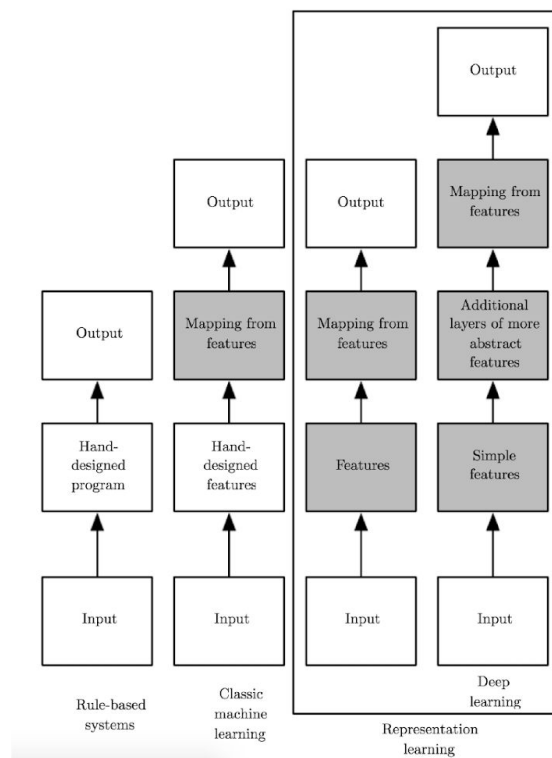 Output
Output
Output
Mapping from
features
Output
Mapping from
features
Mapping from
features
Additional
layers of more
abstract
features
Hand-
designed
program
Hand-
designed
features
Features
Simple
features
Input
Input
Input
Input
Rule-based
systems
Classic
machine
learning
Representation
learning
Deep
learning